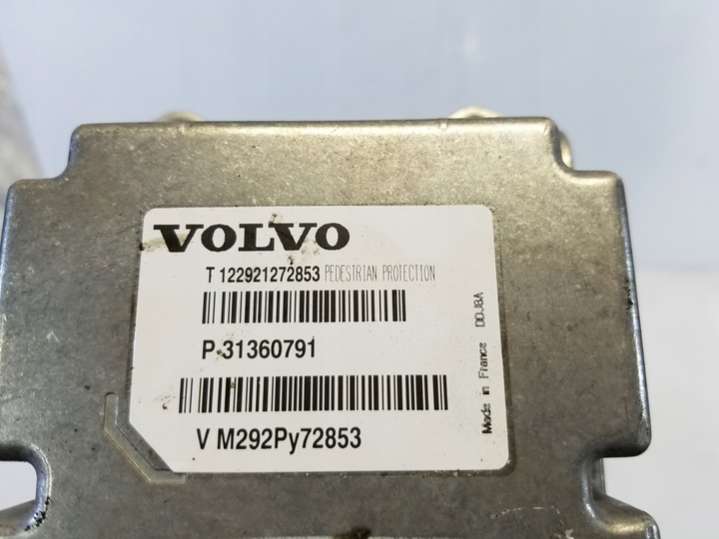 VOLVO
T 122921272853 PEDESTRIAN PROTECTION
P 31360791
V M292Py72853
Made in France DDJBA